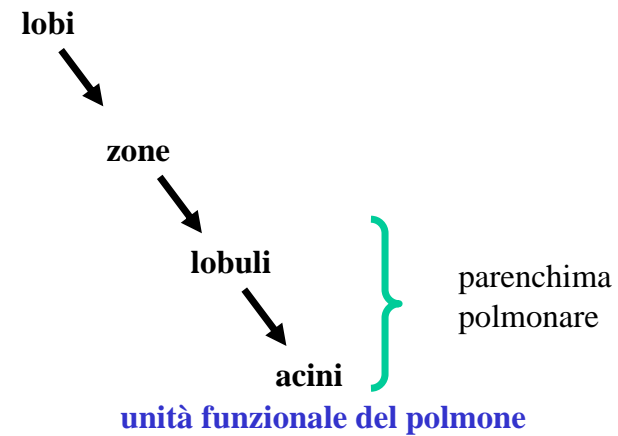 lobi
zone
lobuli
parenchima
polmonare
acini
unità funzionale del polmone